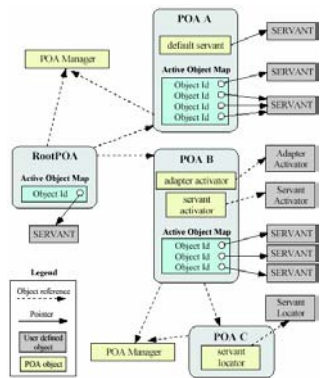 POA A
default servant
SERVANT
POA Manager
Active Object Map
Object Id
Object Id
Object Id
Object Id
SERVANT
SERVANT
RootPOA
Active Object Map
Object Id
SERVANT
POA B
adapter activator
servant
activator
Adapter
Activator
Servant
Activator
Active Object Map
Object Id
Object Id
Object Id
SERVANT
SERVANT
SERVANT
Legend
Object reference
Pointer
User defined
object
POA object
POA Manager
POA C
servant
locator
Servant
Locator